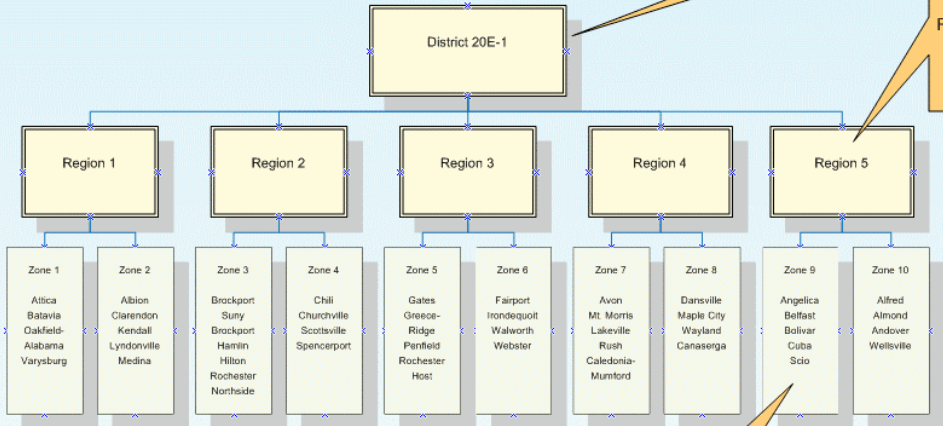 District 20E-1
R
Region 1
Region 2
Region 3
Region 4
Region 5
Zone 1
Attica
Batavia
Oakfield-
Alabama
Varysburg
Zone 2
Albion
Clarendon
Kendall
Lyndonville
Medina
Zone 3
Brockport
Suny
Brockport
Hamlin
Hilton
Rochester
Northside
Zone 4
Chili
Churchville
Scottsville
Spencerport
Zone 5
Gates
Greece-
Ridge
Penfield
Rochester
Host
Zone 6
Fairport
Irondequoit
Walworth
Webster
Zone 7
Avon
Mt. Morris
Lakeville
Rush
Caledonia-
Mumford
Zone 8
Dansville
Maple City
Wayland
Canaserga
Zone 9
Angelica
Belfast
Bolivar
Cuba
Scio
Zone 10
Alfred
Almond
Andover
Wellsville